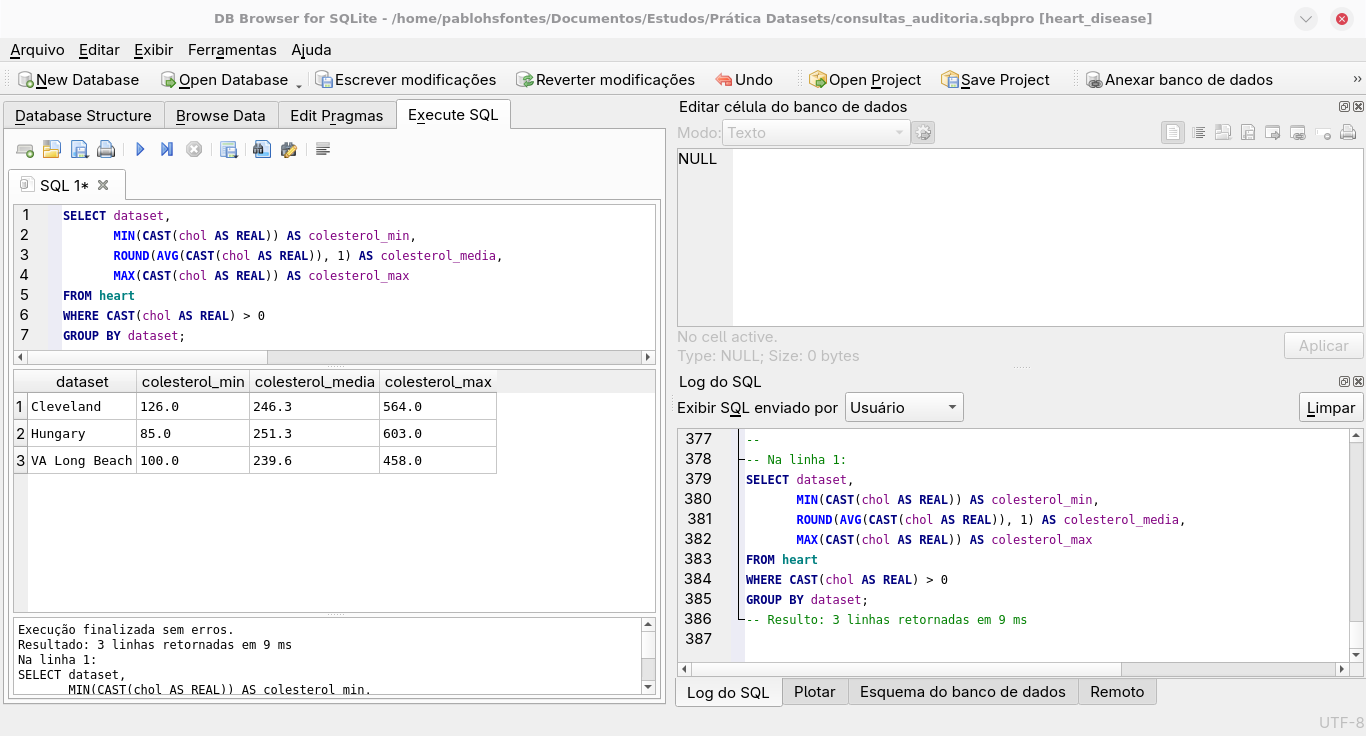 DB Browser for SQLite - /home/pablohsfontes/Documentos/Estudos/Prática Datasets/consultas_auditoria.sqbpro [heart_disease]
Arquivo Editar Exibir Ferramentas Ajuda
New Database Open Database Escrever modificações Reverter modificações Undo Open Project Save Project Anexar banco de dados »
Database Structure Browse Data Edit Pragmas Execute SQL
SQL 1*
1 SELECT dataset,
2 MIN(CAST(chol AS REAL)) AS colesterol_min,
3 ROUND(AVG(CAST(chol AS REAL)), 1) AS colesterol_media,
4 MAX(CAST(chol AS REAL)) AS colesterol_max
5 FROM heart
6 WHERE CAST(chol AS REAL) > 0
7 GROUP BY dataset;
dataset colesterol_min colesterol_media colesterol_max
1 Cleveland 126.0 246.3 564.0
2 Hungary 85.0 251.3 603.0
3 VA Long Beach 100.0 239.6 458.0
Execução finalizada sem erros.
Resultado: 3 linhas retornadas em 9 ms
Na linha 1:
SELECT dataset,
MIN(CAST(chol AS REAL)) AS colesterol_min,
Editar célula do banco de dados
Modo: Texto
NULL
No cell active.
Type: NULL; Size: 0 bytes
Aplicar
Log do SQL
Exibir SQL enviado por Usuário Limpar
377 --
378 -- Na linha 1:
379 SELECT dataset,
380 MIN(CAST(chol AS REAL)) AS colesterol_min,
381 ROUND(AVG(CAST(chol AS REAL)), 1) AS colesterol_media,
382 MAX(CAST(chol AS REAL)) AS colesterol_max
383 FROM heart
384 WHERE CAST(chol AS REAL) > 0
385 GROUP BY dataset;
386 -- Resulto: 3 linhas retornadas em 9 ms
387
Log do SQL Plotar Esquema do banco de dados Remoto
UTF-8